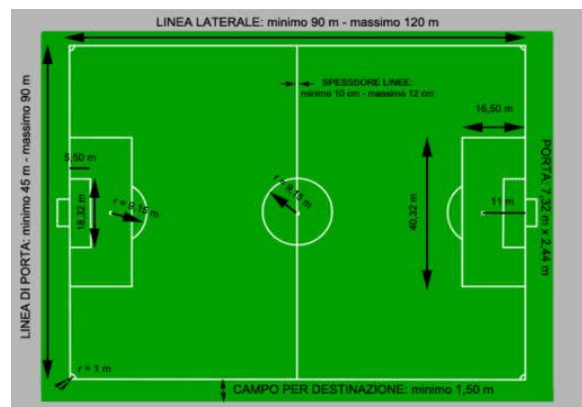 LINEA LATERALE: minimo 90 m - massimo 120 m
LINEA DI PORTA: minimo 45 m - massimo 90 m
SPESSSORE LINEE:
minimo 10 cm - massimo 12 cm
16,50 m
5,50 m
18,32 m
r = 9,15 m
r = 9,15 m
40,32 m
11 m
PORTA: 7,32 m x 2,44 m
r = 1 m
CAMPO PER DESTINAZIONE: minimo 1,50 m